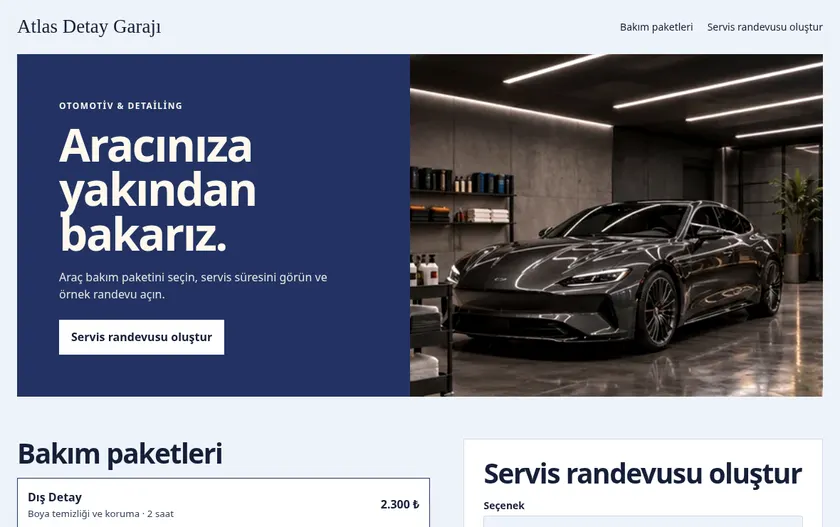 Atlas Detay Garajı
Bakım paketleri
Servis randevusu oluştur
OTOMOTİV & DETAİLİNG
Aracınıza
yakından
bakarız.
Araç bakım paketini seçin, servis süresini görün ve
örnek randevu açın.
Servis randevusu oluştur
Bakım paketleri
Dış Detay
Boya temizliği ve koruma · 2 saat
2.300 ₺
Servis randevusu oluştur
Seçenek